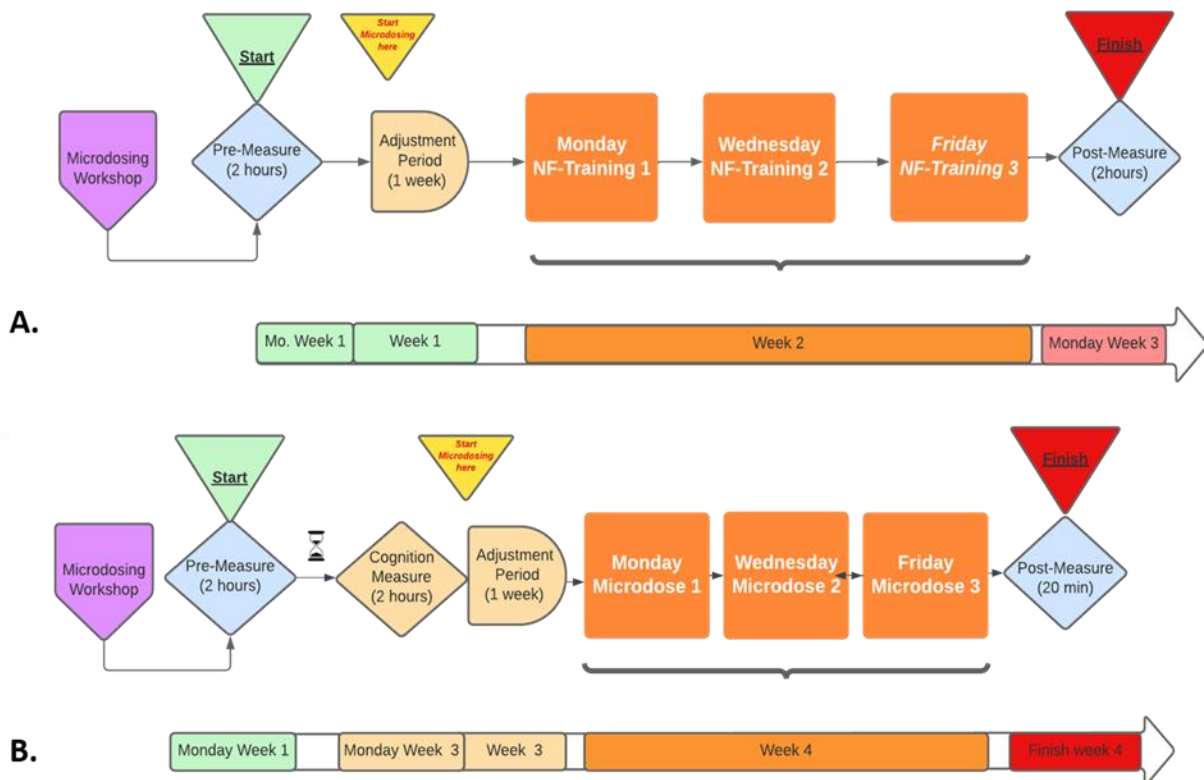 Start
Start
Microdosing
here
Finish
Microdosing
Workshop
Pre-Measure
(2 hours)
Adjustment
Period
(1 week)
Monday
NF-Training 1
Wednesday
NF-Training 2
Friday
NF-Training 3
Post-Measure
(2hours)
A.
Mo. Week 1
Week 1
Week 2
Monday Week 3
Start
Start
Microdosing
here
Finish
Microdosing
Workshop
Pre-Measure
(2 hours)
Cognition
Measure
(2 hours)
Adjustment
Period
(1 week)
Monday
Microdose 1
Wednesday
Microdose 2
Friday
Microdose 3
Post-Measure
(20 min)
B.
Monday Week 1
Monday Week 3
Week 3
Week 4
Finish week 4